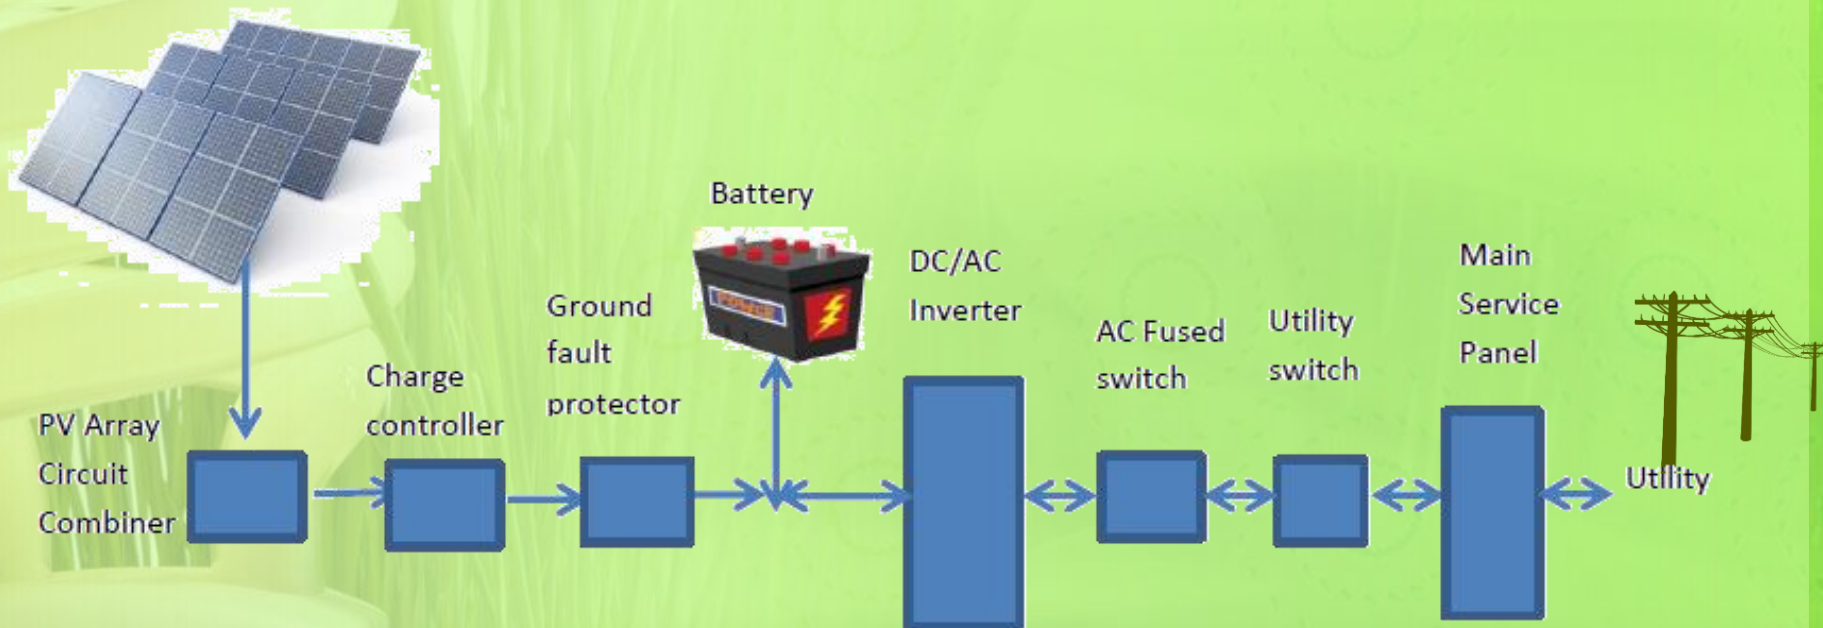 PV Array
Circuit
Combiner
Charge
controller
Ground
fault
protector
Battery
POWER
DC/AC
Inverter
AC Fused
switch
Utility
switch
Main
Service
Panel
Utility